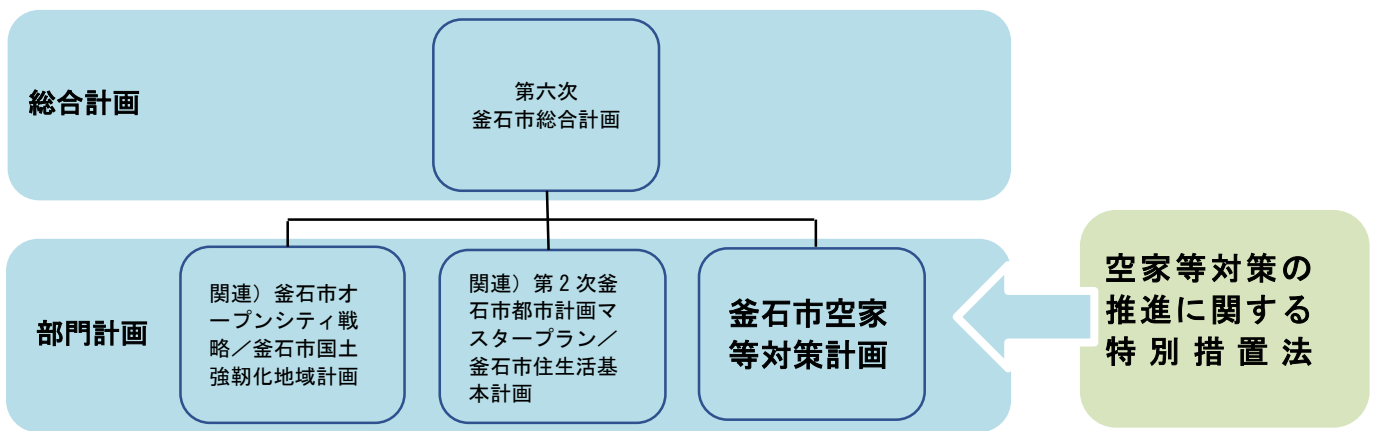 総合計画
第六次
釜石市総合計画
部門計画
関連）釜石市オ
ープンシティ戦
略／釜石市国土
強靭化地域計画
関連）第２次釜
石市都市計画マ
スタープラン／
釜石市住生活基
本計画
釜石市空家
等対策計画
空家等対策の
推進に関する
特別措置法